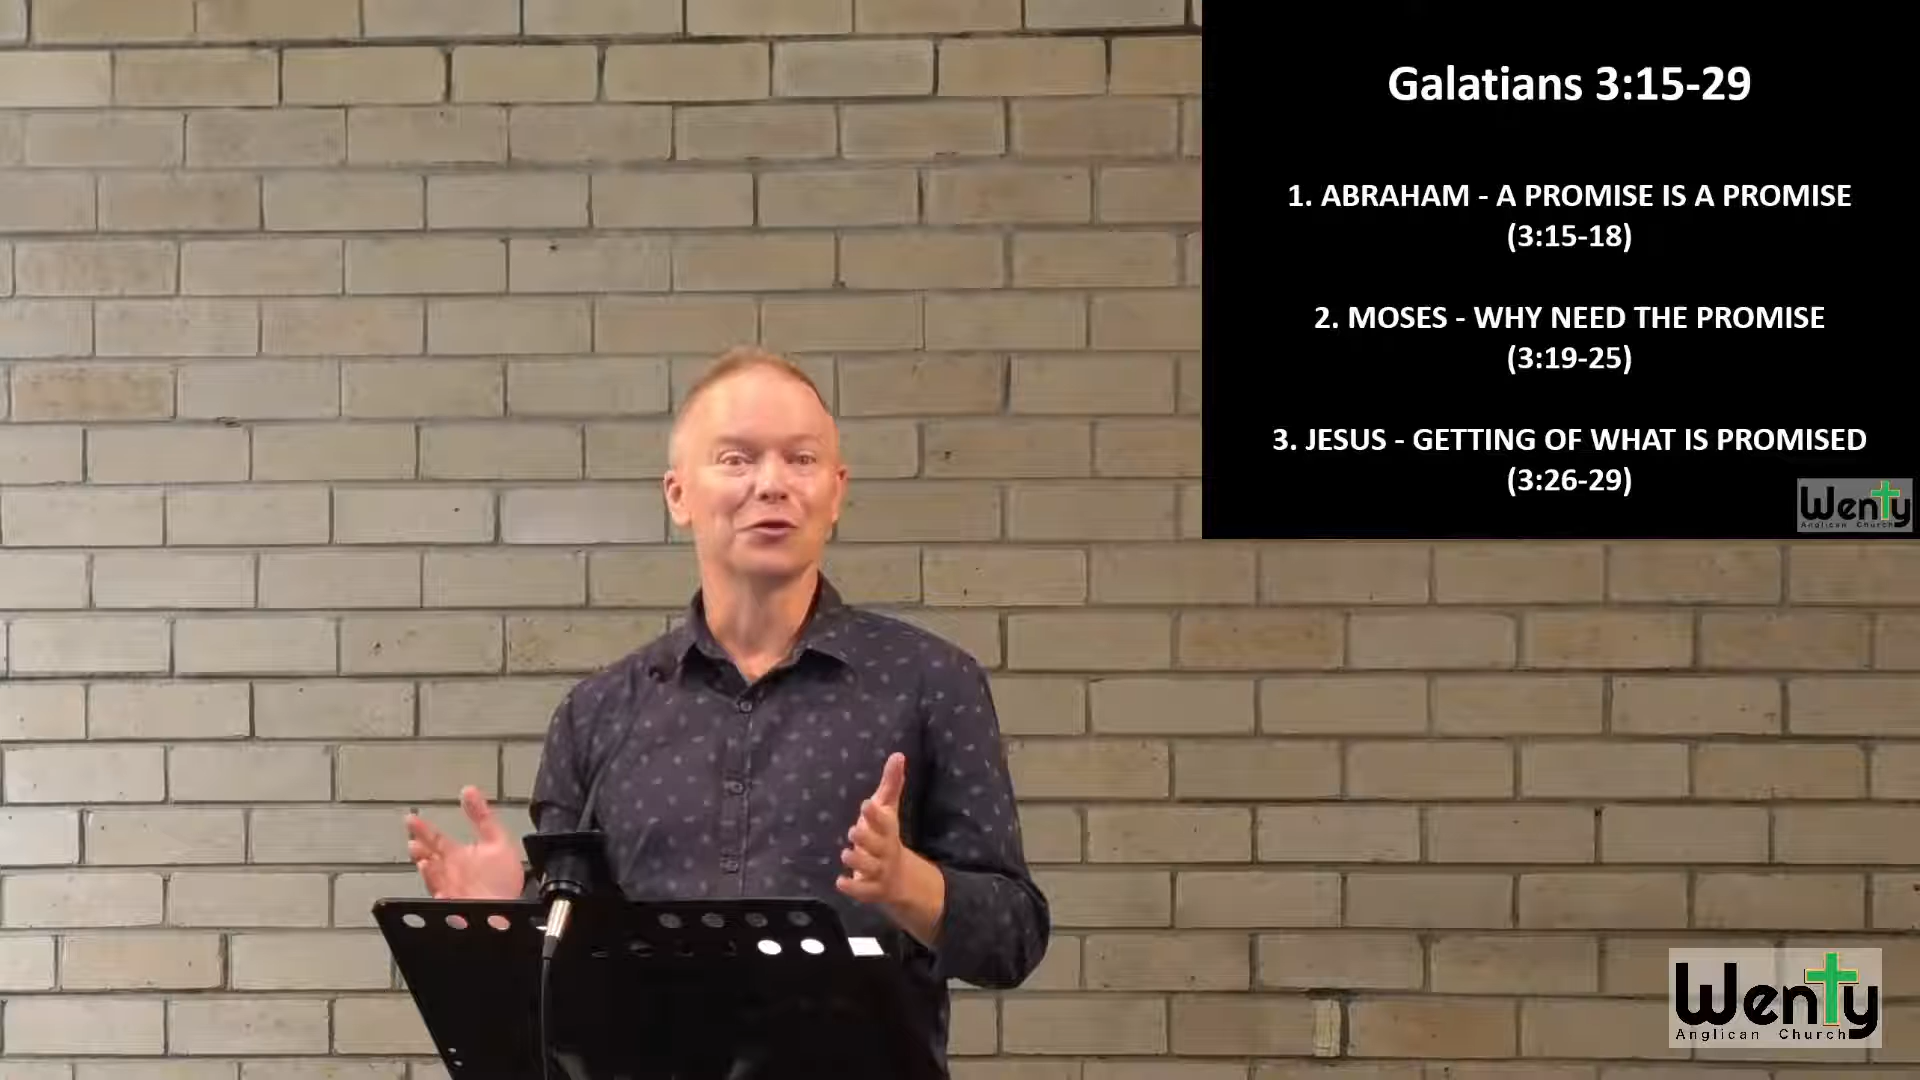 Galatians 3:15-29
1. ABRAHAM - A PROMISE IS A PROMISE
(3:15-18)
2. MOSES - WHY NEED THE PROMISE
(3:19-25)
3. JESUS - GETTING OF WHAT IS PROMISED
(3:26-29)
Wenty
Anglican Church
Wenty
Anglican Church